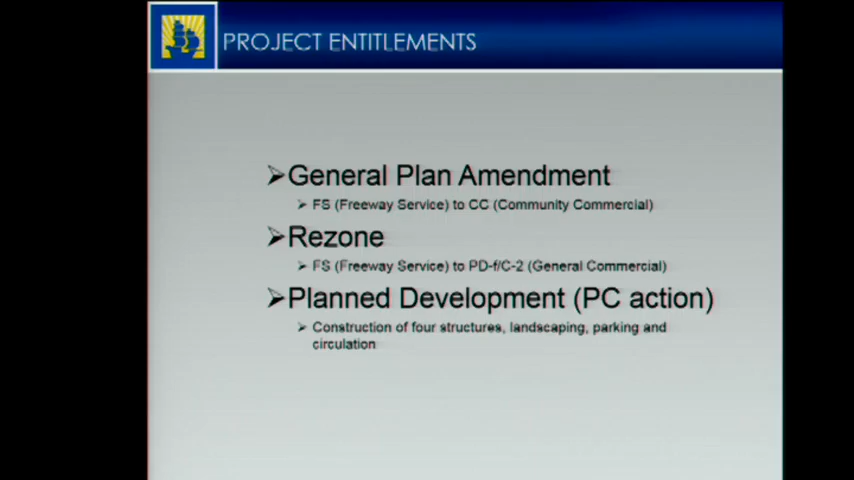 PROJECT ENTITLEMENTS
General Plan Amendment
FS (Freeway Service) to CC (Community Commercial)
Rezone
FS (Freeway Service) to PD-f/C-2 (General Commercial)
Planned Development (PC action)
Construction of four structures, landscaping, parking and
circulation